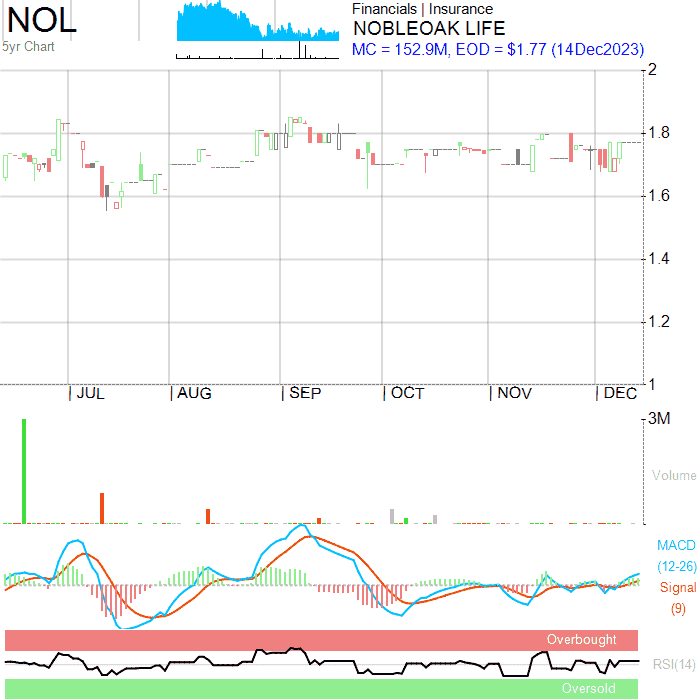 NOL
5yr Chart
Financials | Insurance
NOBLEOAK LIFE
MC = 152.9M, EOD = $1.77 (14Dec2023)
2
1.8
1.6
1.4
1.2
1
| JUL | AUG | SEP | OCT | NOV | DEC
3M
Volume
MACD
(12-26)
Signal
(9)
Overbought
RSI(14)
Oversold